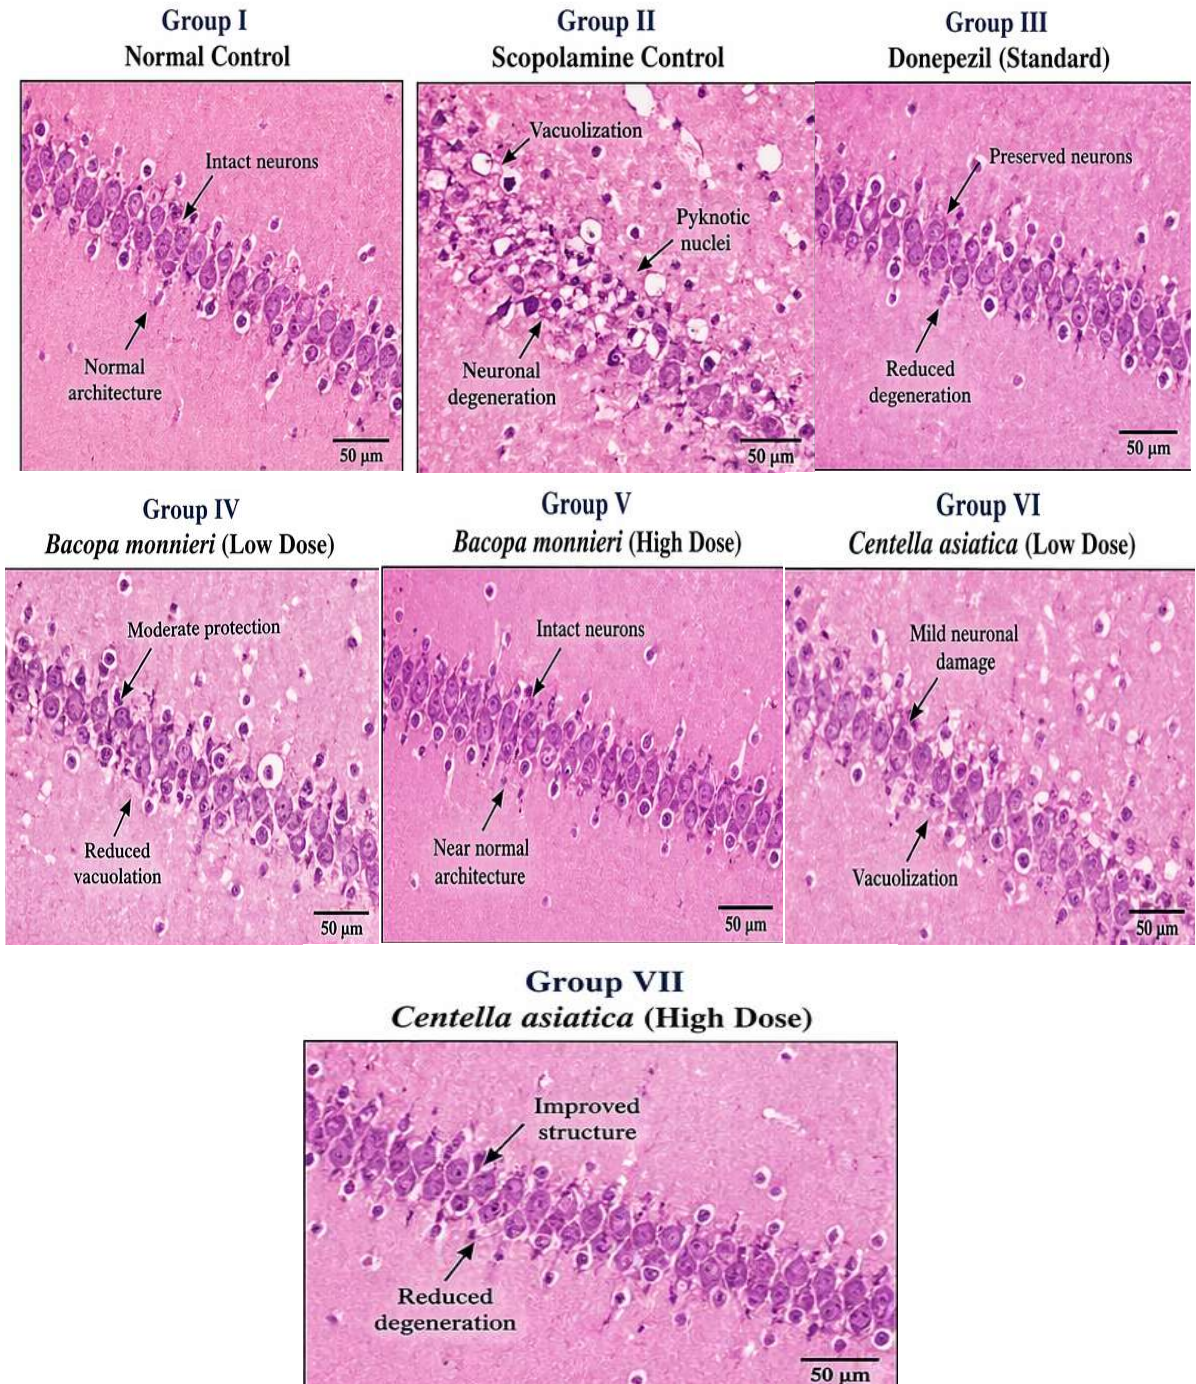 Group I
Normal Control
Intact neurons
Normal
architecture
50 µm
Group II
Scopolamine Control
Vacuolization
Pyknotic
nuclei
Neuronal
degeneration
50 µm
Group III
Donepezil (Standard)
Preserved neurons
Reduced
degeneration
50 µm
Group IV
Bacopa monnieri (Low Dose)
Moderate protection
Reduced
vacuolation
50 µm
Group V
Bacopa monnieri (High Dose)
Intact neurons
Near normal
architecture
50 µm
Group VI
Centella asiatica (Low Dose)
Mild neuronal
damage
Vacuolization
50 µm
Group VII
Centella asiatica (High Dose)
Improved
structure
Reduced
degeneration
50 µm